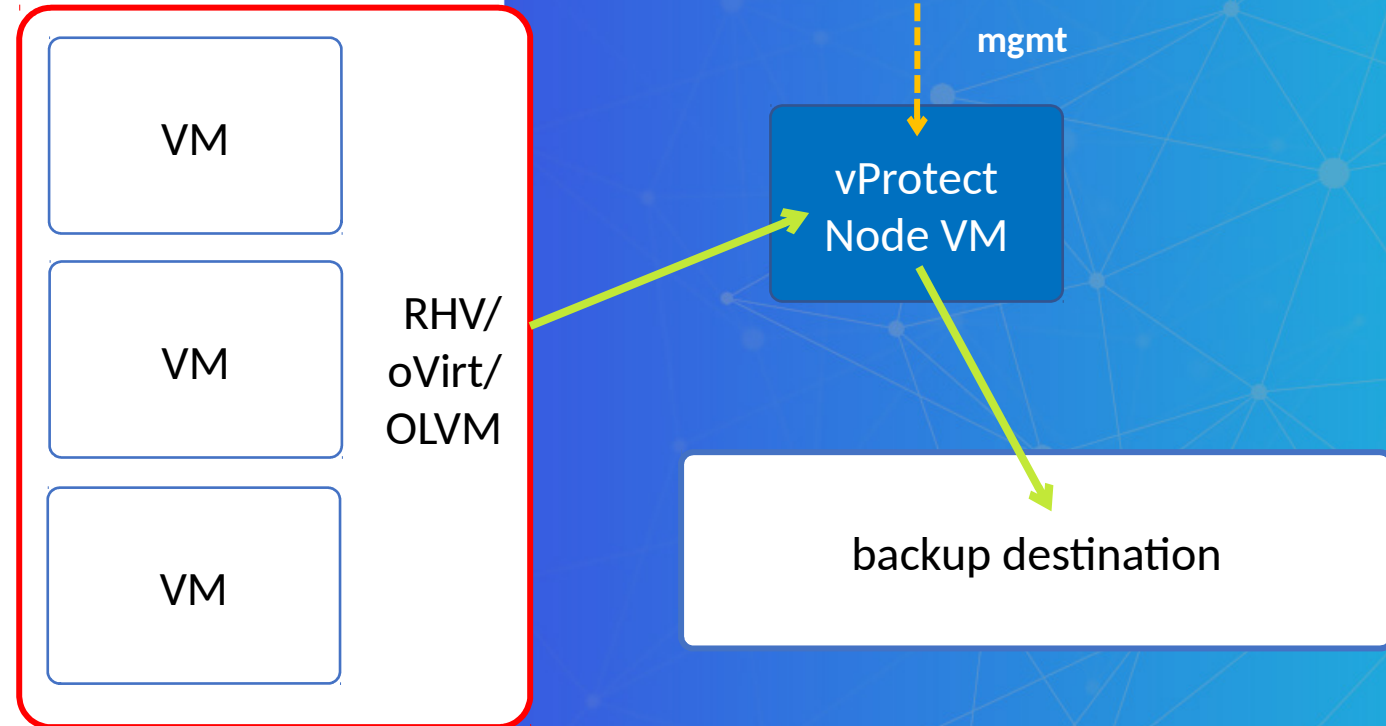 mgmt
VM
vProtect
Node VM
VM
RHV/
oVirt/
OLVM
backup destination
VM